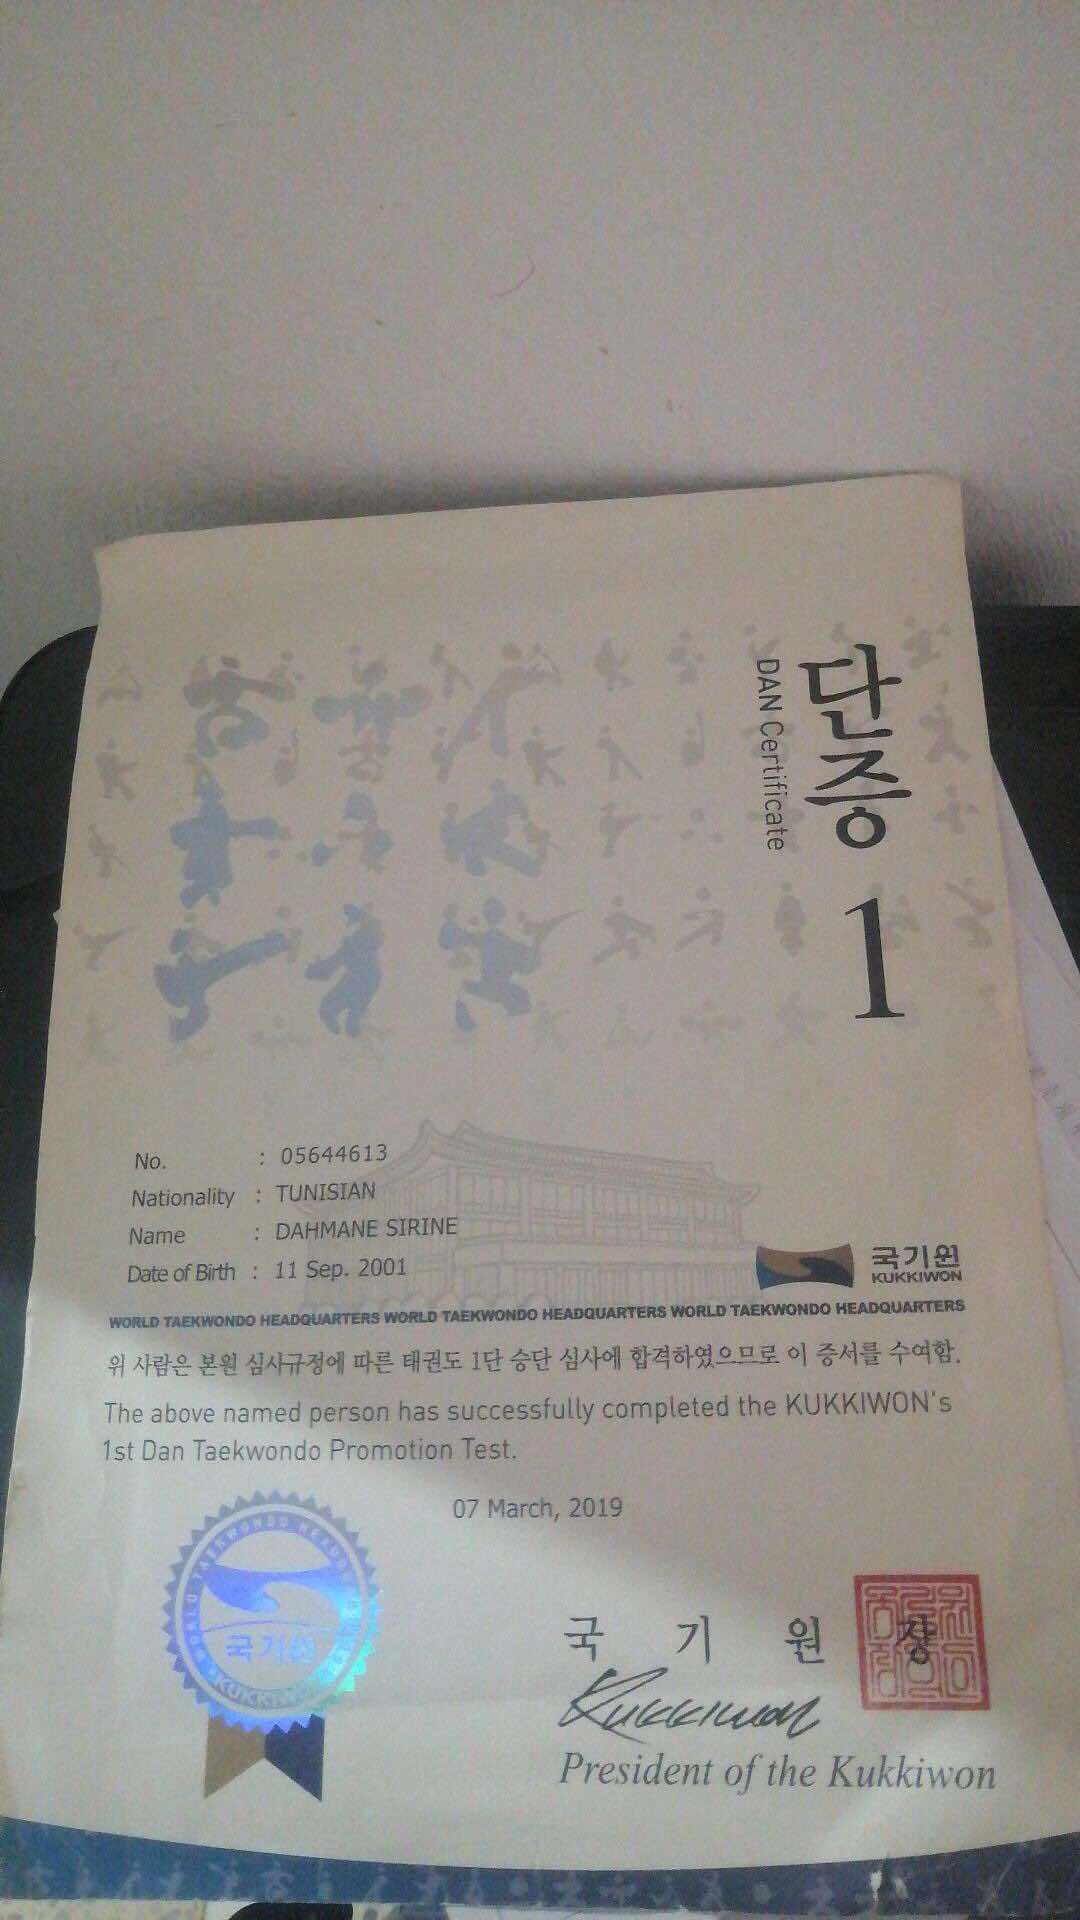 단증
DAN Certificate
1
No. : 05644613
Nationality : TUNISIAN
Name : DAHMANE SIRINE
Date of Birth : 11 Sep. 2001
국기원
KUKKIWON
WORLD TAEKWONDO HEADQUARTERS WORLD TAEKWONDO HEADQUARTERS WORLD TAEKWONDO HEADQUARTERS
위 사람은 본원 심사규정에 따른 태권도 1단 승단 심사에 합격하였으므로 이 증서를 수여함.
The above named person has successfully completed the KUKKIWON's
1st Dan Taekwondo Promotion Test.
07 March, 2019
WORLD TAEKWONDO
국기원
KUKKIWON
국 기 원 장
Kukkiwon
President of the Kukkiwon